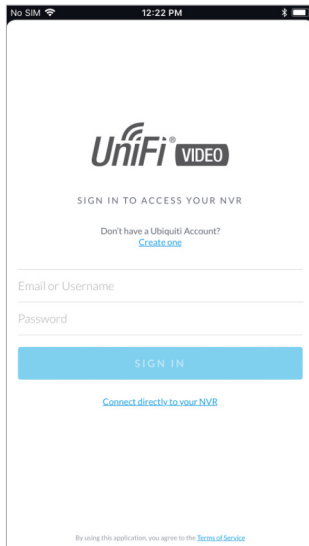 No SIM 12:22 PM
UniFi® VIDEO
SIGN IN TO ACCESS YOUR NVR
Don't have a Ubiquiti Account?
Create one
Email or Username
Password
SIGN IN
Connect directly to your NVR
By using this application, you agree to the Terms of Service